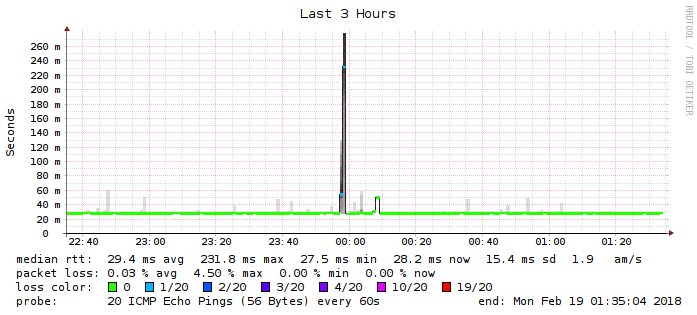 Last 3 Hours
RRDTOOL / TOBI OETIKER
Seconds
260 m
240 m
220 m
200 m
180 m
160 m
140 m
120 m
100 m
80 m
60 m
40 m
20 m
0
22:40 23:00 23:20 23:40 00:00 00:20 00:40 01:00 01:20
median rtt: 29.4 ms avg 231.8 ms max 27.5 ms min 28.2 ms now 15.4 ms sd 1.9 am/s
packet loss: 0.03 % avg 4.50 % max 0.00 % min 0.00 % now
loss color: 0 1/20 2/20 3/20 4/20 10/20 19/20
probe: 20 ICMP Echo Pings (56 Bytes) every 60s end: Mon Feb 19 01:35:04 2018